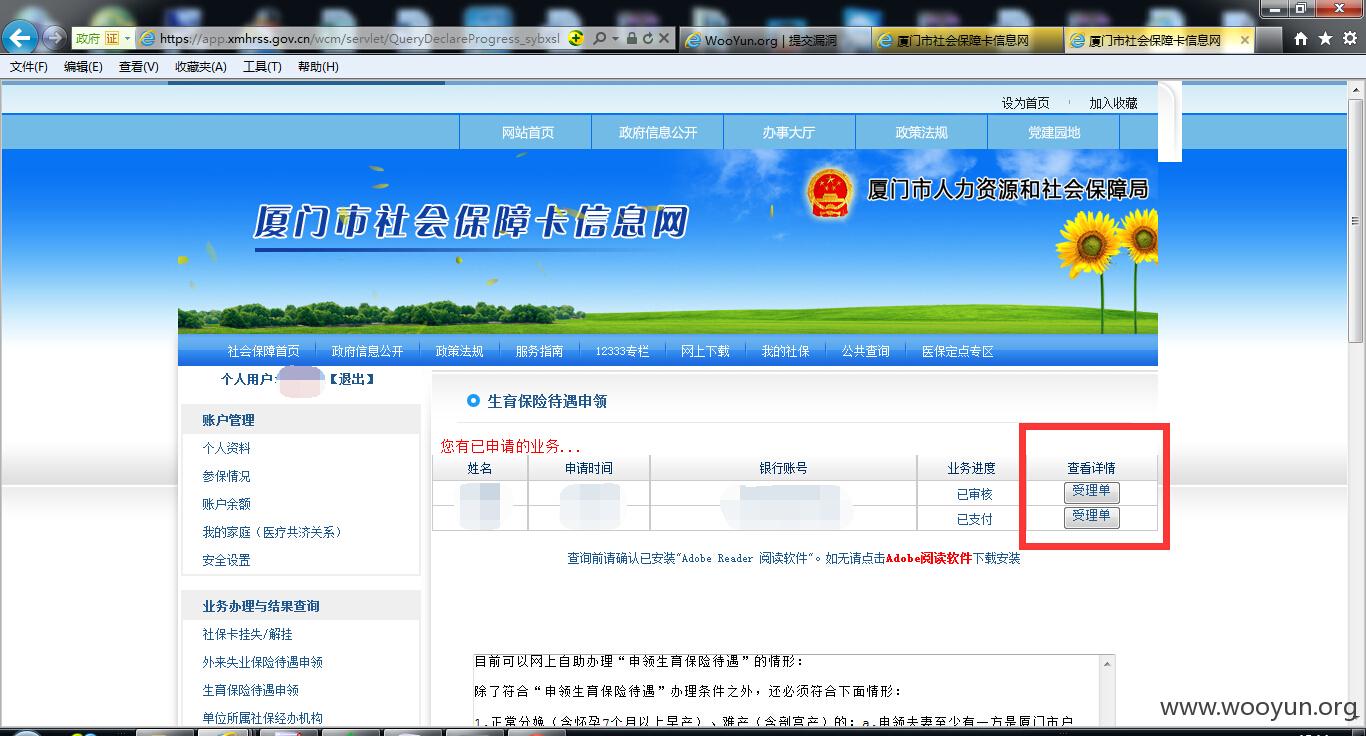 政府 证 https://app.xmhrss.gov.cn/wcm/servlet/QueryDeclareProgress_sybxsl WooYun.org | 提交漏洞 厦门市社会保障卡信息网 厦门市社会保障卡信息网
文件(F) 编辑(E) 查看(V) 收藏夹(A) 工具(T) 帮助(H)
设为首页 加入收藏
网站首页 政府信息公开 办事大厅 政策法规 党建园地
厦门市人力资源和社会保障局
厦门市社会保障卡信息网
社会保障首页 政府信息公开 政策法规 服务指南 12333专栏 网上下载 我的社保 公共查询 医保定点专区
个人用户: 【退出】
账户管理
个人资料
参保情况
账户余额
我的家庭（医疗共济关系）
安全设置
业务办理与结果查询
社保卡挂失/解挂
外来失业保险待遇申领
生育保险待遇申领
单位所属社保经办机构
生育保险待遇申领
您有已申请的业务...
姓名 申请时间 银行账号 业务进度 查看详情
已审核 受理单
已支付 受理单
查询前请确认已安装"Adobe Reader 阅读软件"。如无请点击Adobe阅读软件下载安装
目前可以网上自助办理“申领生育保险待遇”的情形：
除了符合“申领生育保险待遇”办理条件之外，还必须符合下面情形：
1.正常分娩（含怀孕7个月以上早产）、难产（含剖宫产）的：a.申领夫妻至少有一方是厦门市户
www.wooyun.org